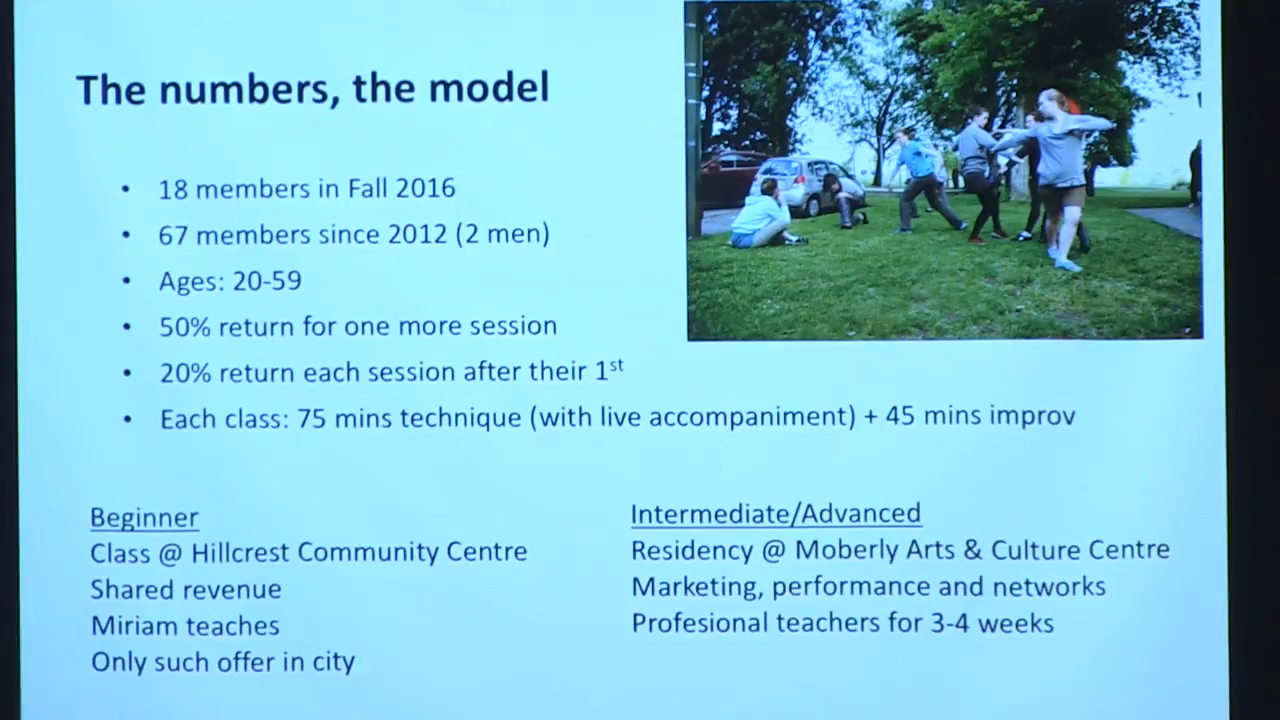 The numbers, the model
• 18 members in Fall 2016
• 67 members since 2012 (2 men)
• Ages: 20-59
• 50% return for one more session
• 20% return each session after their 1st
• Each class: 75 mins technique (with live accompaniment) + 45 mins improv
Beginner
Class @ Hillcrest Community Centre
Shared revenue
Miriam teaches
Only such offer in city
Intermediate/Advanced
Residency @ Moberly Arts & Culture Centre
Marketing, performance and networks
Profesional teachers for 3-4 weeks